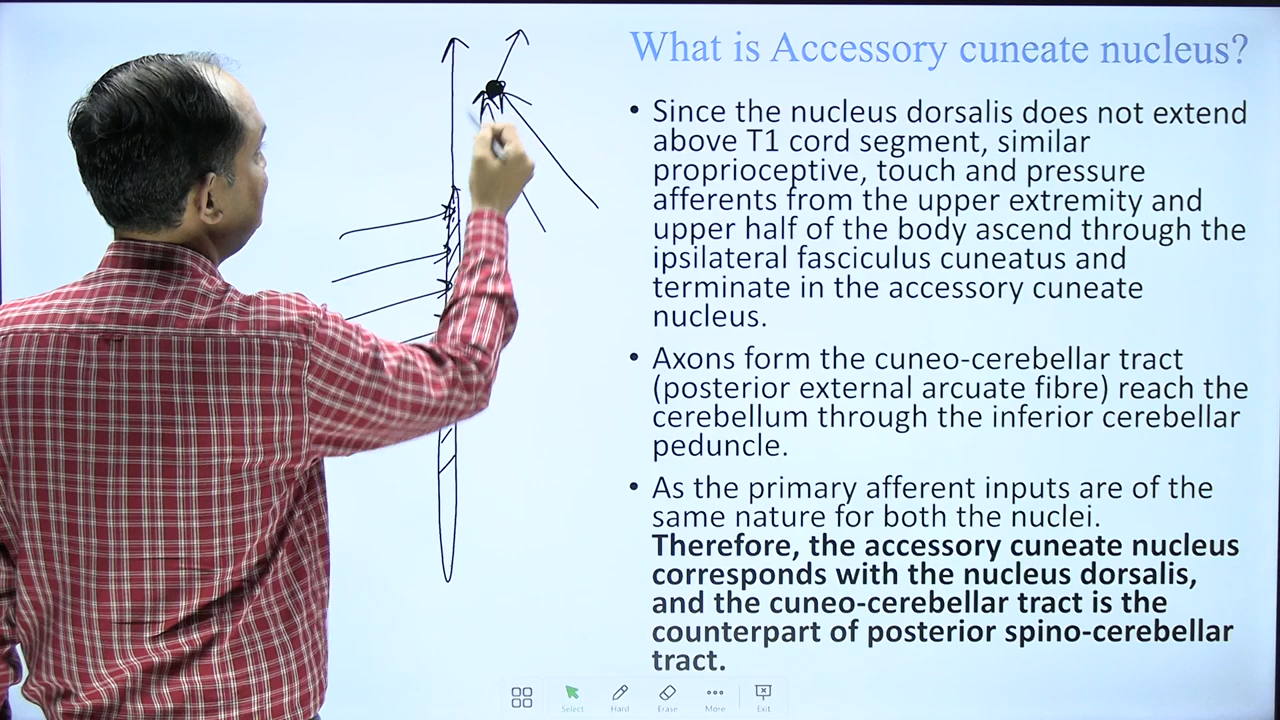 What is Accessory cuneate nucleus?
• Since the nucleus dorsalis does not extend
above T1 cord segment, similar
proprioceptive, touch and pressure
afferents from the upper extremity and
upper half of the body ascend through the
ipsilateral fasciculus cuneatus and
terminate in the accessory cuneate
nucleus.
• Axons form the cuneo-cerebellar tract
(posterior external arcuate fibre) reach the
cerebellum through the inferior cerebellar
peduncle.
• As the primary afferent inputs are of the
same nature for both the nuclei.
Therefore, the accessory cuneate nucleus
corresponds with the nucleus dorsalis,
and the cuneo-cerebellar tract is the
counterpart of posterior spino-cerebellar
tract.
Select Hard Erase More Exit